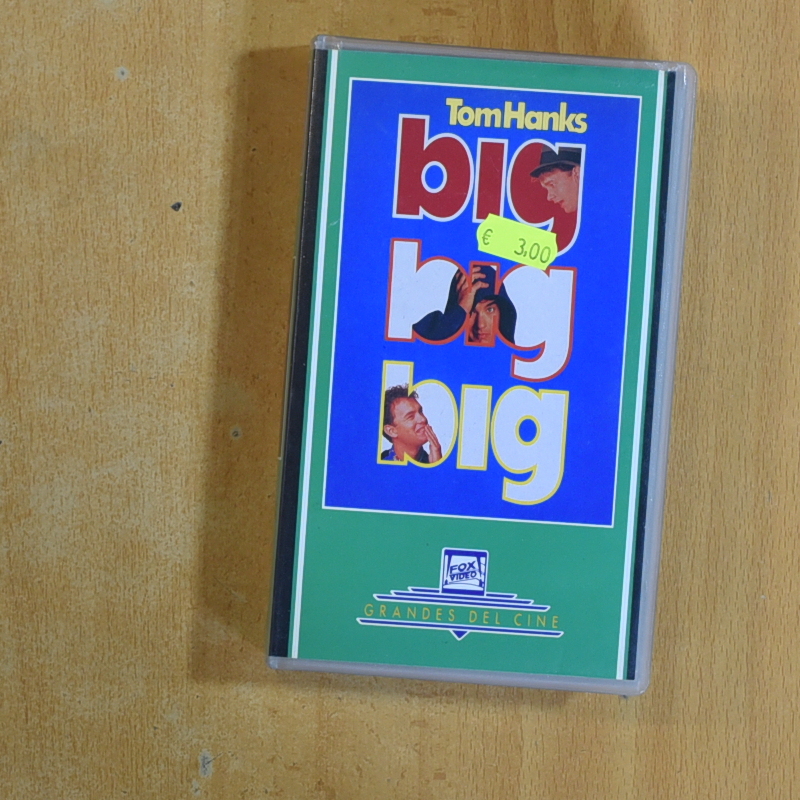 Tom Hanks
big
€ 3,00
big
big
FOX
VIDEO
GRANDES DEL CINE